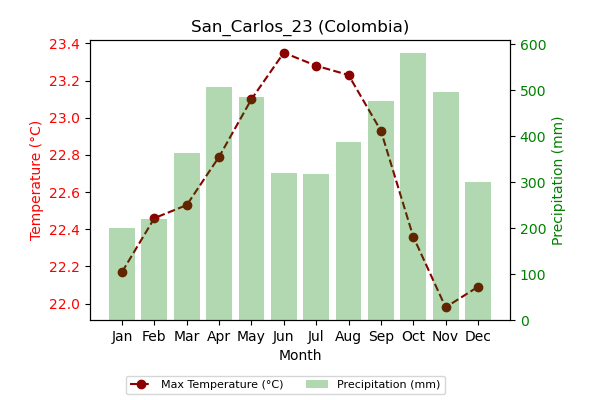 San_Carlos_23 (Colombia)
23.4
23.2
23.0
22.8
22.6
22.4
22.2
22.0
Temperature (°C)
600
500
400
300
200
100
0
Precipitation (mm)
Jan Feb Mar Apr May Jun Jul Aug Sep Oct Nov Dec
Month
Max Temperature (°C) Precipitation (mm)